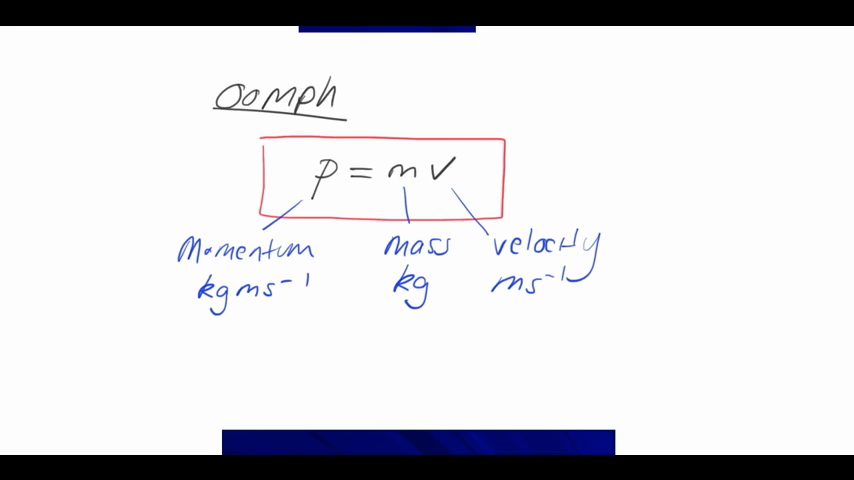 Oomph
p = mv
Momentum mass velocity
kgms⁻¹ kg ms⁻¹